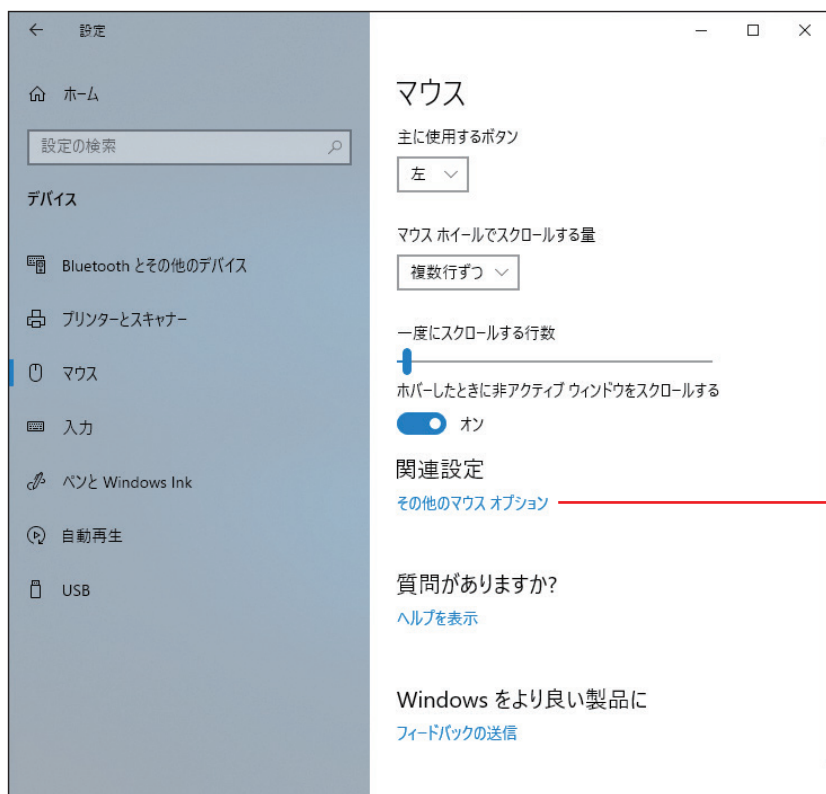 設定
ホーム
設定の検索
デバイス
Bluetooth とその他のデバイス
プリンターとスキャナー
マウス
入力
ペンと Windows Ink
自動再生
USB
マウス
主に使用するボタン
左
マウス ホイールでスクロールする量
複数行ずつ
一度にスクロールする行数
ホバーしたときに非アクティブ ウィンドウをスクロールする
オン
関連設定
その他のマウス オプション
質問がありますか?
ヘルプを表示
Windows をより良い製品に
フィードバックの送信